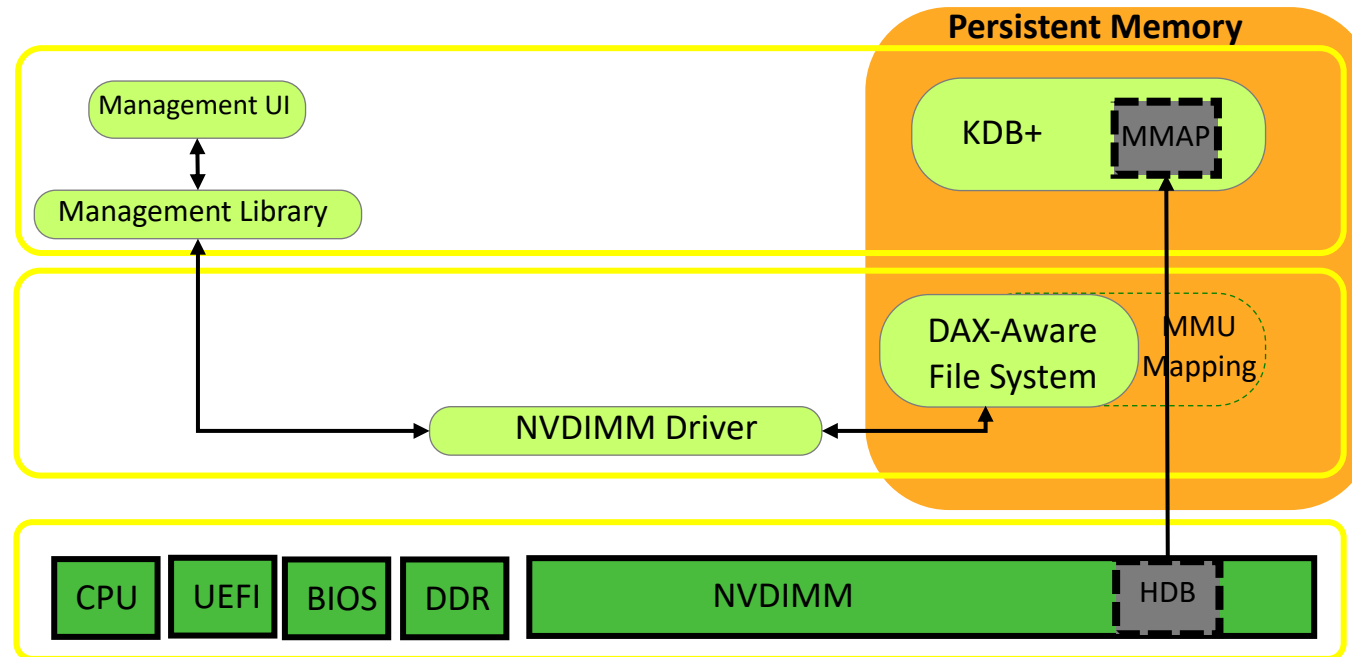 Persistent Memory
Management UI
KDB+
MMAP
Management Library
DAX-Aware
File System
MMU
Mapping
NVDIMM Driver
CPU
UEFI
BIOS
DDR
NVDIMM
HDB